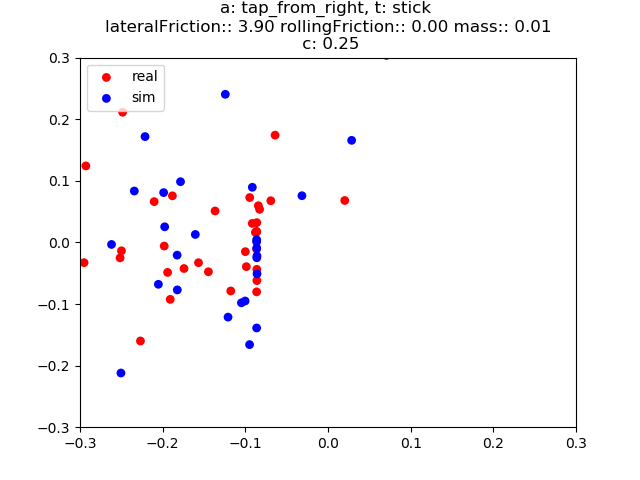 a: tap_from_right, t: stick
lateralFriction:: 3.90 rollingFriction:: 0.00 mass:: 0.01
c: 0.25
real
sim
0.3
0.2
0.1
0.0
−0.1
−0.2
−0.3
−0.3
−0.2
−0.1
0.0
0.1
0.2
0.3